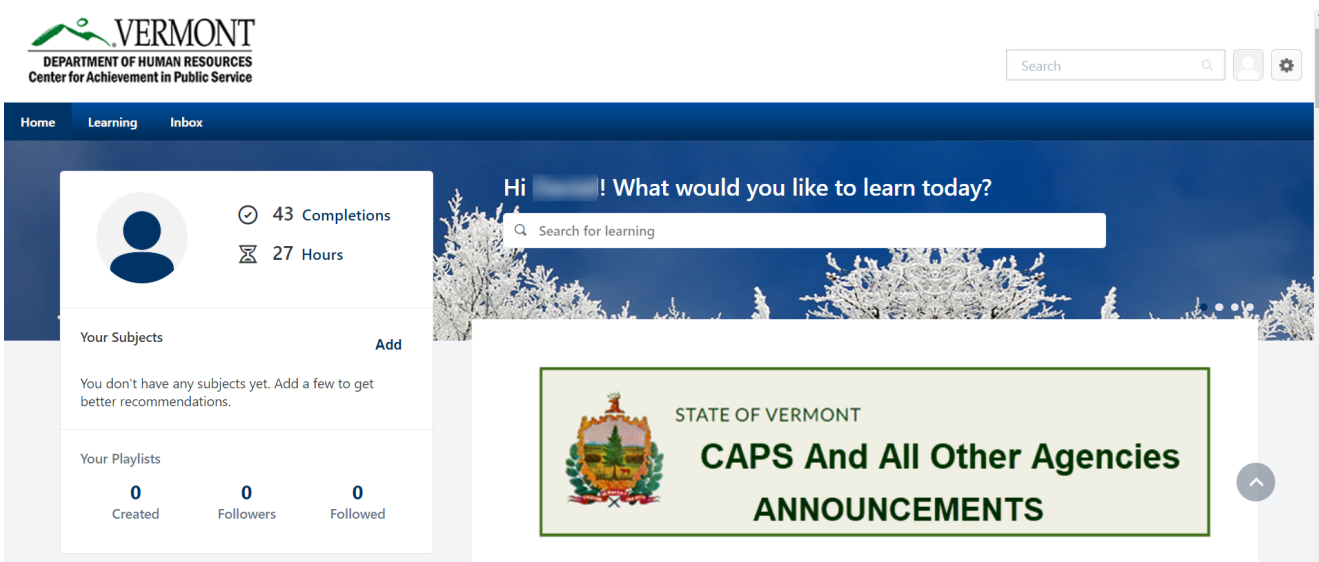 VERMONT
DEPARTMENT OF HUMAN RESOURCES
Center for Achievement in Public Service
Search
Home Learning Inbox
Hi ! What would you like to learn today?
Search for learning
43 Completions
27 Hours
Your Subjects
Add
You don't have any subjects yet. Add a few to get
better recommendations.
Your Playlists
0 0 0
Created Followers Followed
STATE OF VERMONT
CAPS And All Other Agencies
ANNOUNCEMENTS